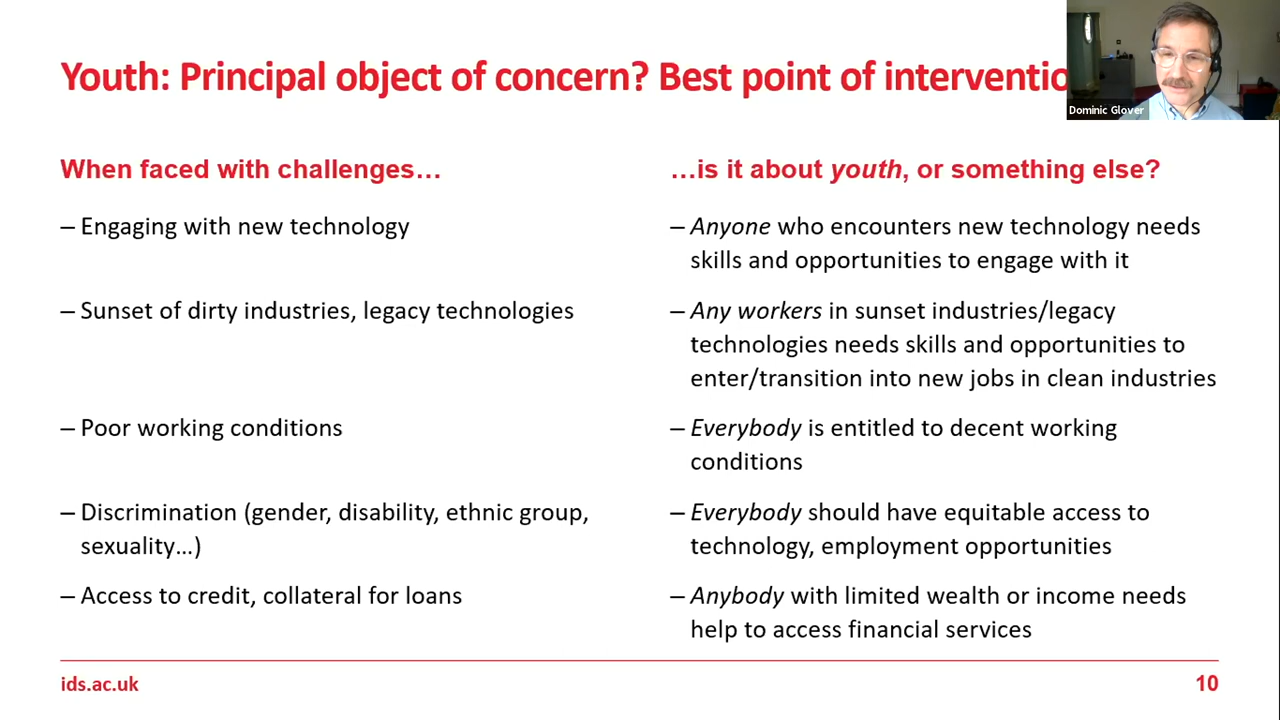 Youth: Principal object of concern? Best point of interventio
Dominic Glover
When faced with challenges…
…is it about youth, or something else?
– Engaging with new technology
– Anyone who encounters new technology needs
skills and opportunities to engage with it
– Sunset of dirty industries, legacy technologies
– Any workers in sunset industries/legacy
technologies needs skills and opportunities to
enter/transition into new jobs in clean industries
– Poor working conditions
– Everybody is entitled to decent working
conditions
– Discrimination (gender, disability, ethnic group,
sexuality…)
– Everybody should have equitable access to
technology, employment opportunities
– Access to credit, collateral for loans
– Anybody with limited wealth or income needs
help to access financial services
ids.ac.uk
10